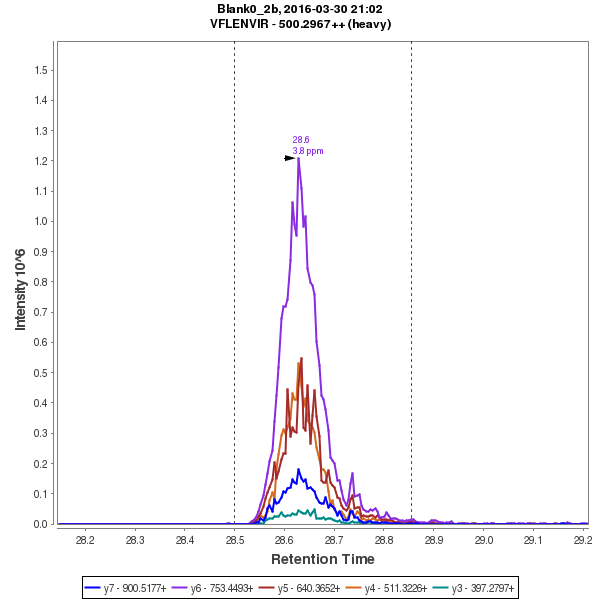 Blank0_2b, 2016-03-30 21:02
VFLENVIR - 500.2967++ (heavy)
1.5
1.4
1.3
1.2
1.1
1.0
0.9
0.8
0.7
0.6
0.5
0.4
0.3
0.2
0.1
0.0
Intensity 10^6
28.6
3.8 ppm
28.2 28.3 28.4 28.5 28.6 28.7 28.8 28.9 29.0 29.1 29.2
Retention Time
y7 - 900.5177+ y6 - 753.4493+ y5 - 640.3652+ y4 - 511.3226+ y3 - 397.2797+